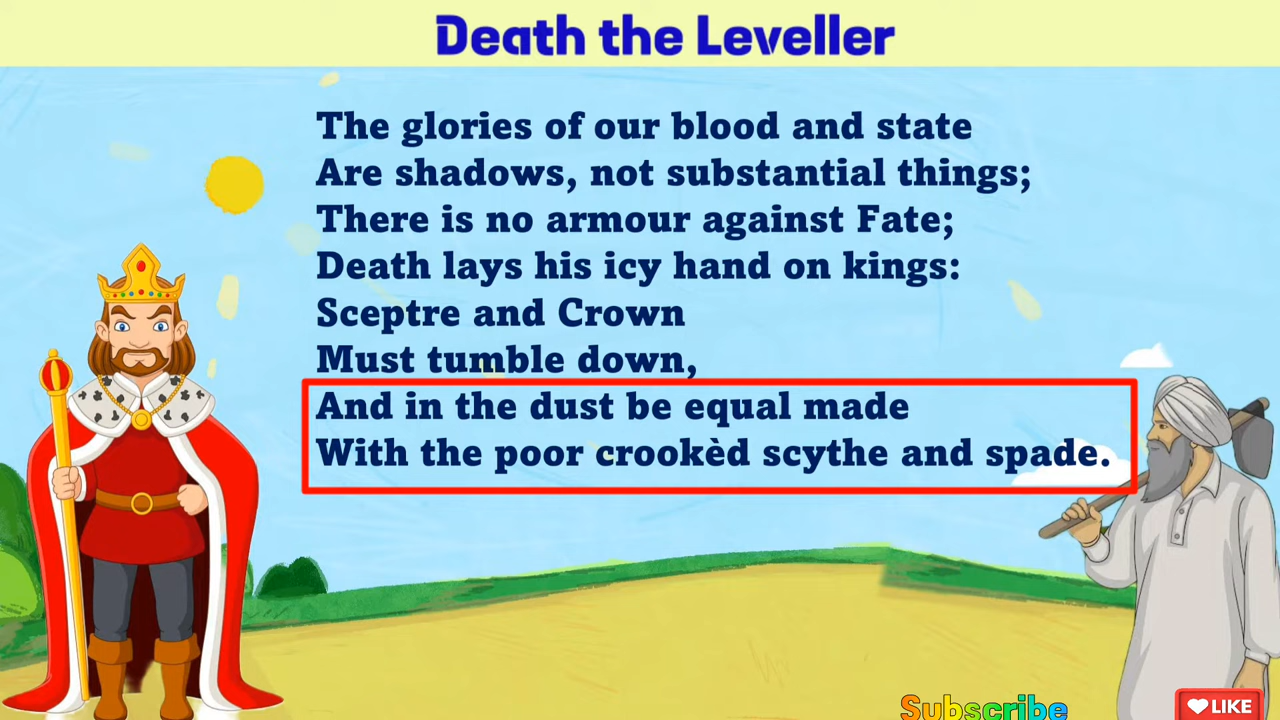 Death the Leveller
The glories of our blood and state
Are shadows, not substantial things;
There is no armour against Fate;
Death lays his icy hand on kings:
Sceptre and Crown
Must tumble down,
And in the dust be equal made
With the poor crookèd scythe and spade.
Subscribe
LIKE